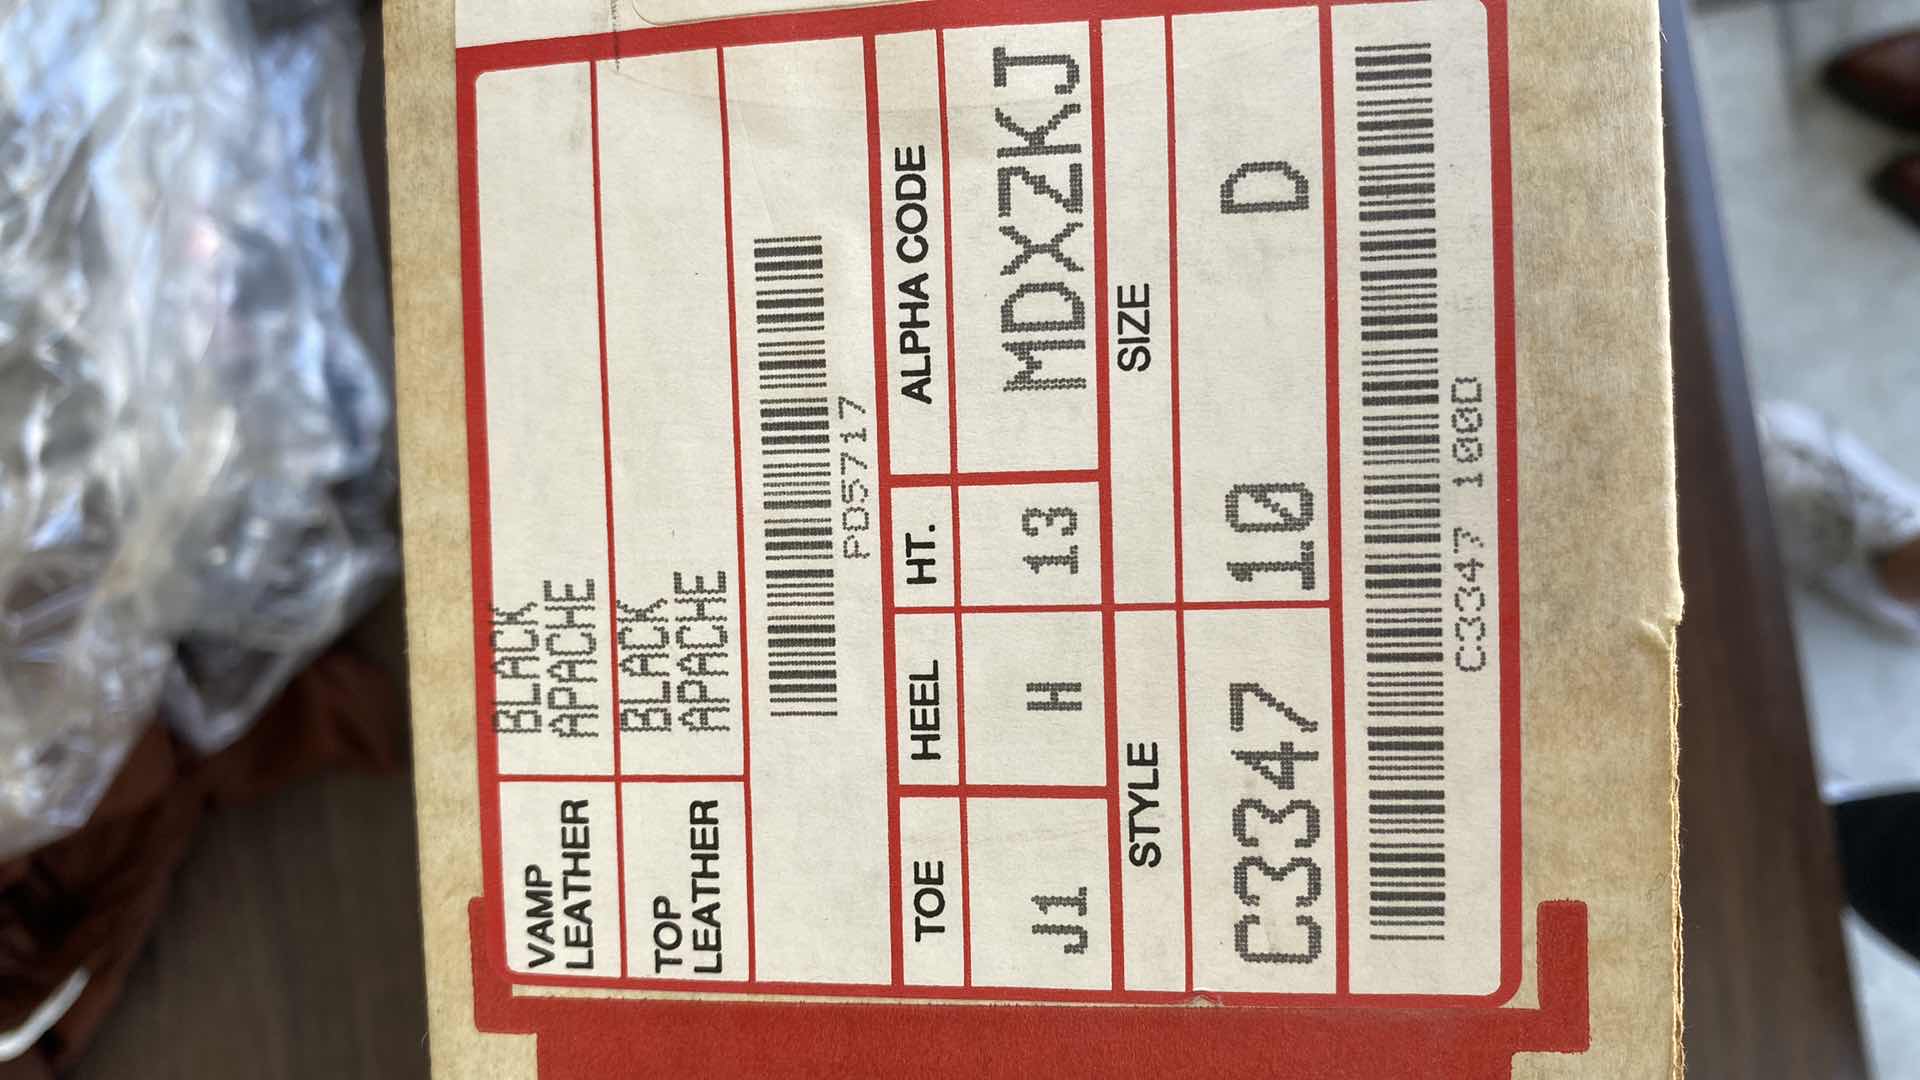 VAMP
LEATHER
BLACK
APACHE
TOP
LEATHER
BLACK
APACHE
PO5717
TOE HEEL HT. ALPHA CODE
J1 H 13 MDXZKJ
STYLE SIZE
C3347 10 D
C3347 100D